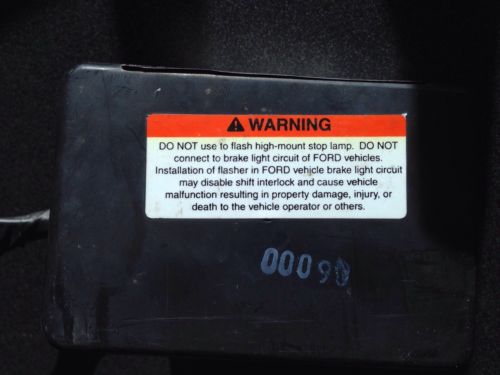 WARNING
DO NOT use to flash high-mount stop lamp. DO NOT
connect to brake light circuit of FORD vehicles.
Installation of flasher in FORD vehicle brake light circuit
may disable shift interlock and cause vehicle
malfunction resulting in property damage, injury, or
death to the vehicle operator or others.
00090